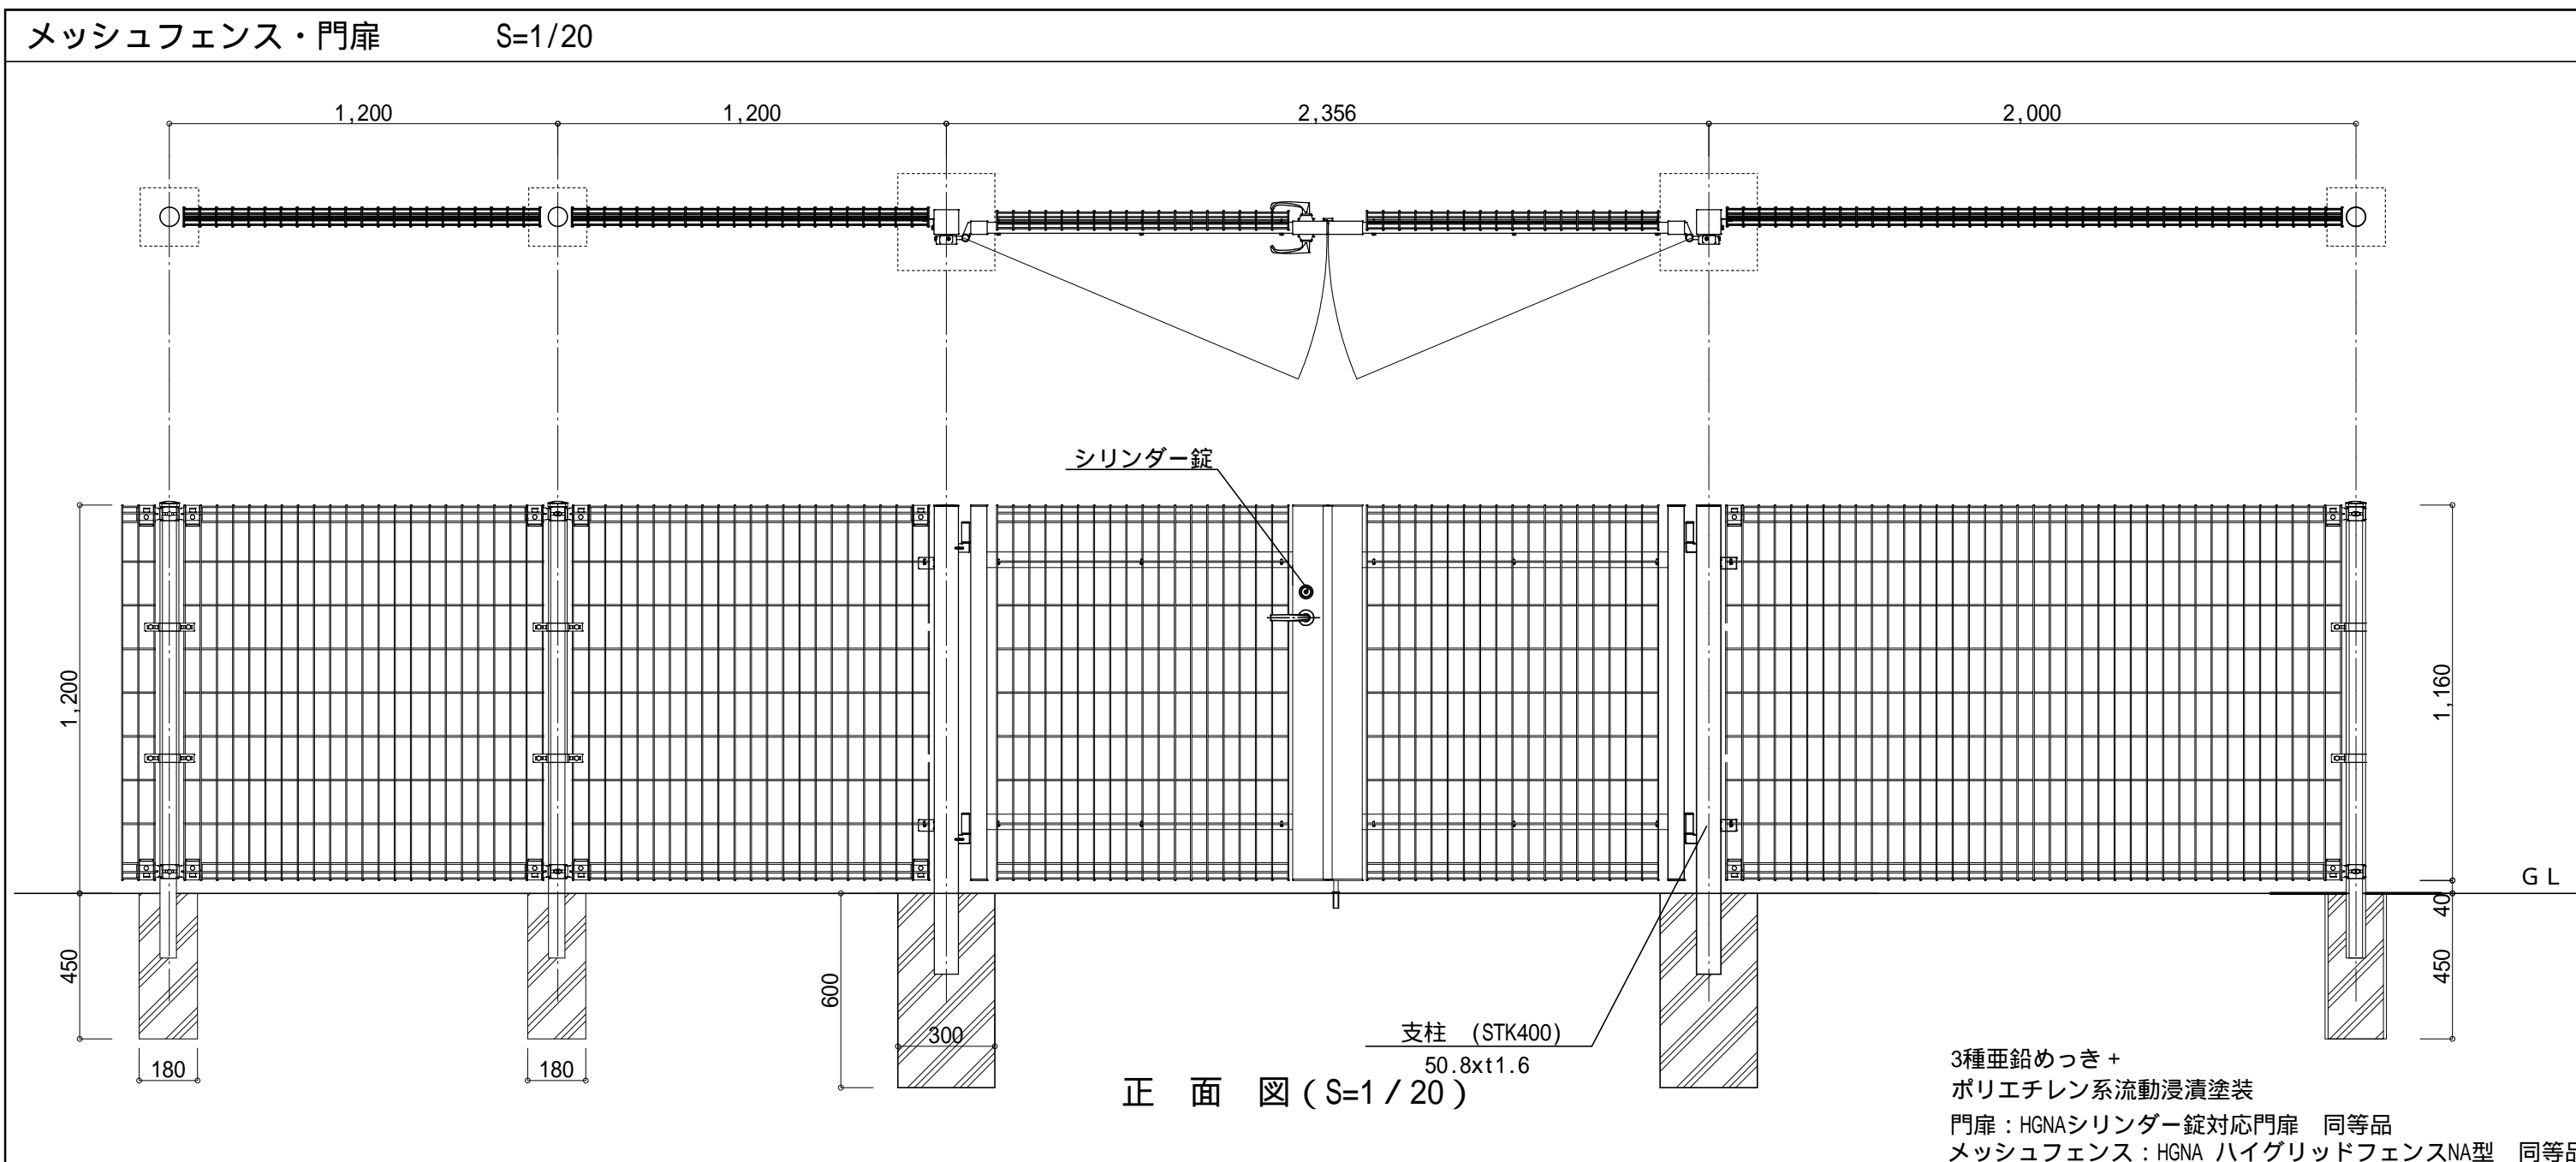 メッシュフェンス・門扉 S=1/20
1,200 1,200 2,356 2,000
シリンダー錠
1,200
1,160
GL
40
450
450
600
300
180
180
支柱 (STK400)
50.8xt1.6
正面図(S=1/20)
3種亜鉛めっき+
ポリエチレン系流動浸漬塗装
門扉:HGNAシリンダー錠対応門扉 同等品
メッシュフェンス:HGNA ハイグリッドフェンスNA型 同等品